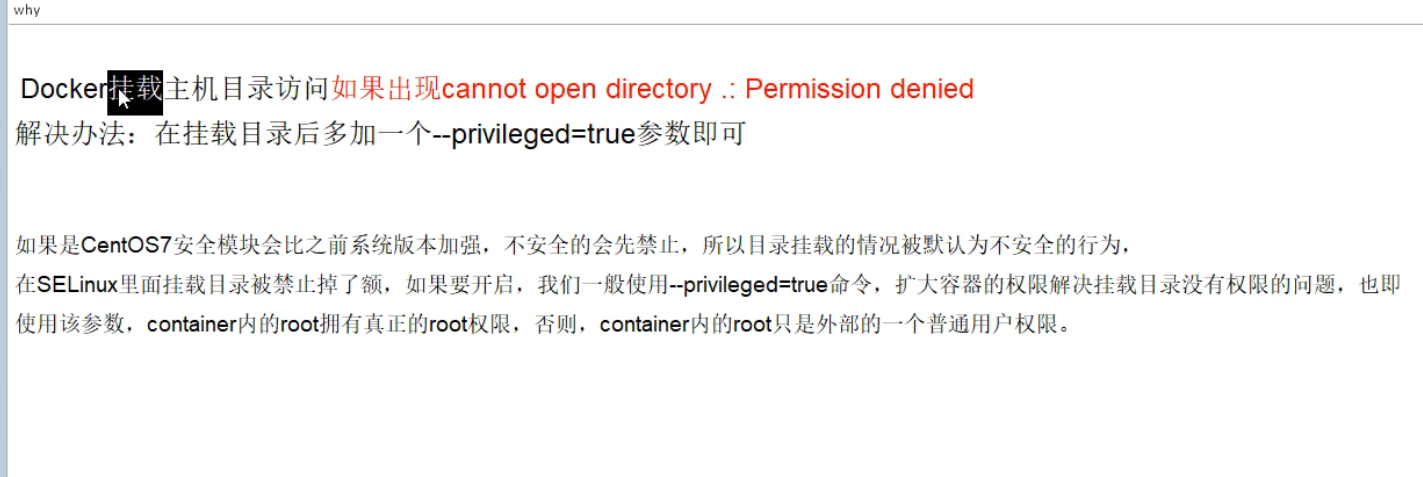 why
Docker挂载主机目录访问如果出现cannot open directory .: Permission denied
解决办法：在挂载目录后多加一个--privileged=true参数即可
如果是CentOS7安全模块会比之前系统版本加强，不安全的会先禁止，所以目录挂载的情况被默认为不安全的行为，
在SELinux里面挂载目录被禁止掉了额，如果要开启，我们一般使用--privileged=true命令，扩大容器的权限解决挂载目录没有权限的问题，也即
使用该参数，container内的root拥有真正的root权限，否则，container内的root只是外部的一个普通用户权限。